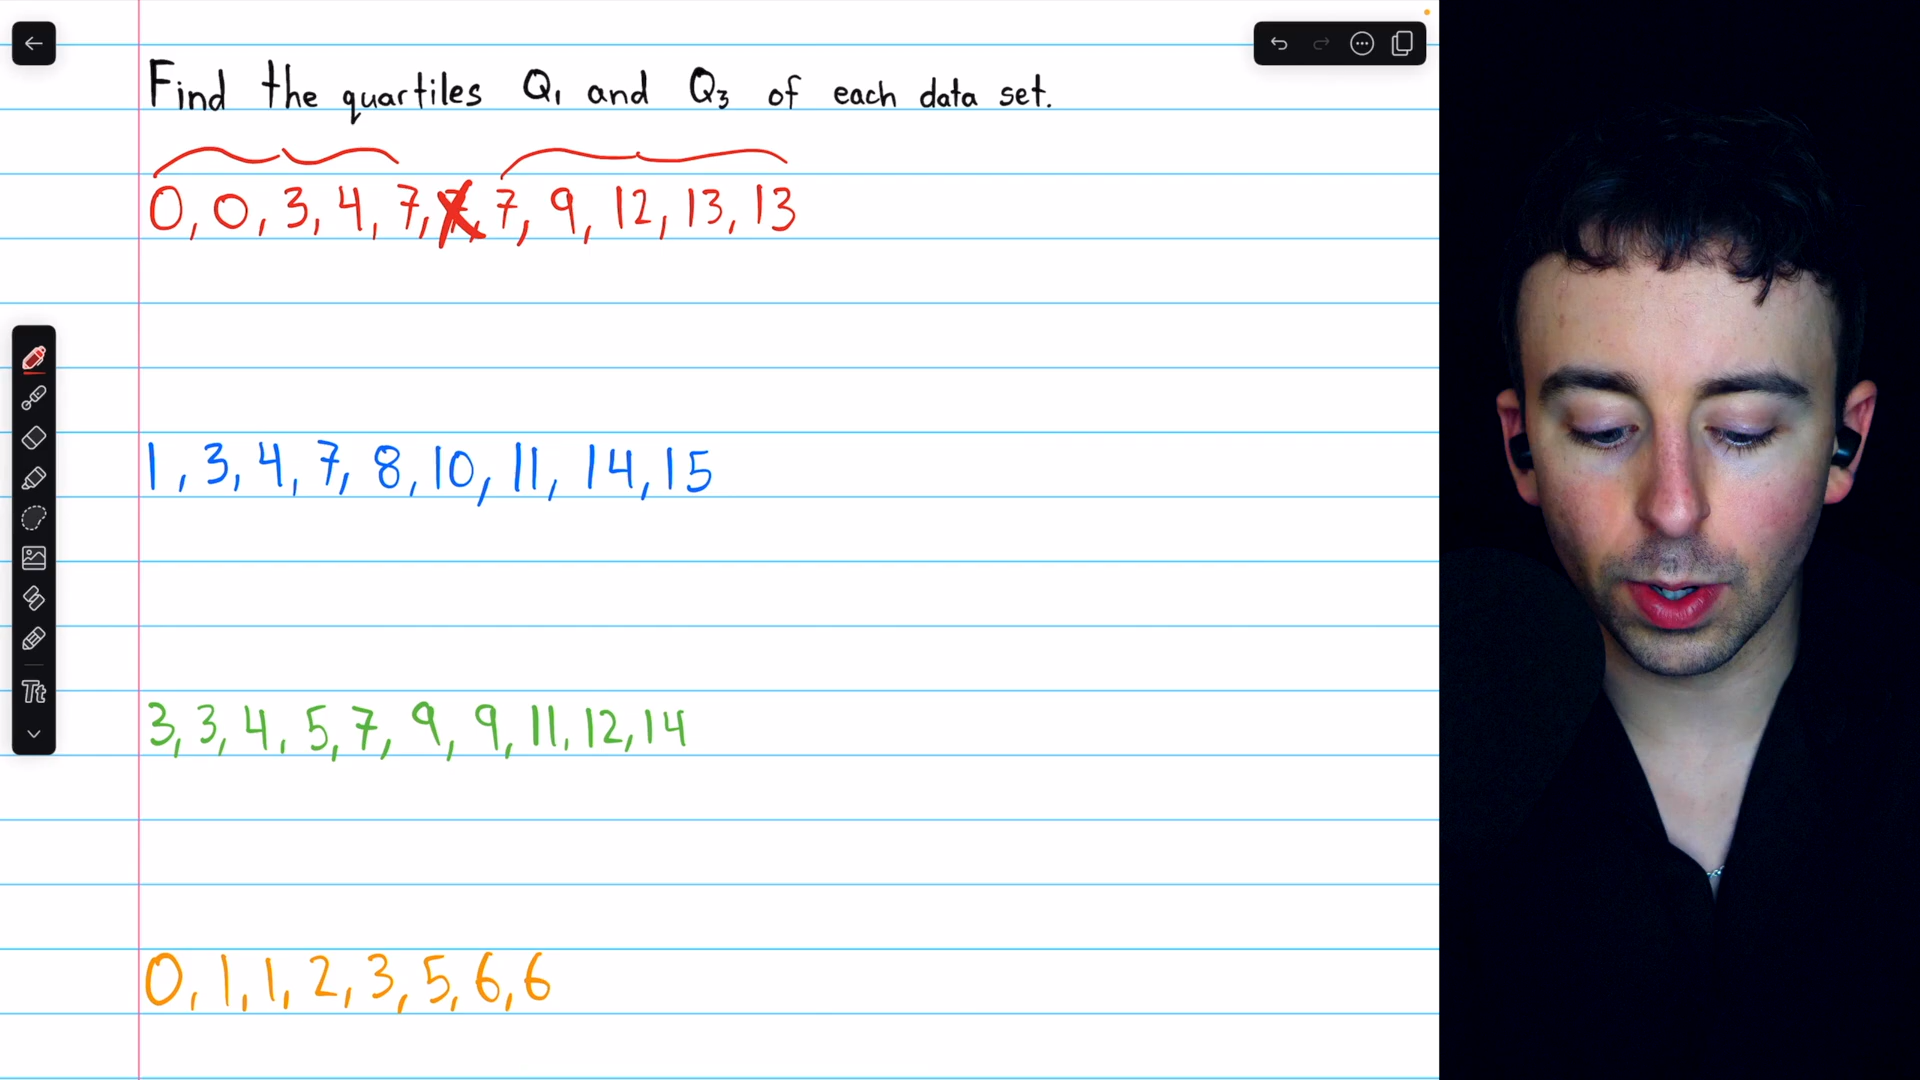 Find the quartiles Q₁ and Q₃ of each data set.
0, 0, 3, 4, 7, 7, 9, 12, 13, 13
1, 3, 4, 7, 8, 10, 11, 14, 15
3, 3, 4, 5, 7, 9, 9, 11, 12, 14
Tt
0, 1, 1, 2, 3, 5, 6, 6